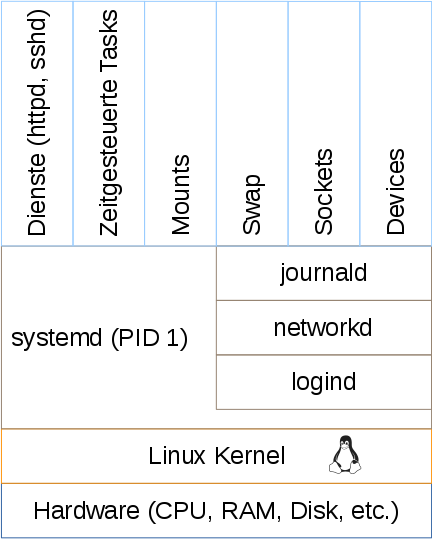 Dienste (httpd, sshd)
Zeitgesteuerte Tasks
Mounts
Swap
Sockets
Devices
systemd (PID 1)
journald
networkd
logind
Linux Kernel
Hardware (CPU, RAM, Disk, etc.)